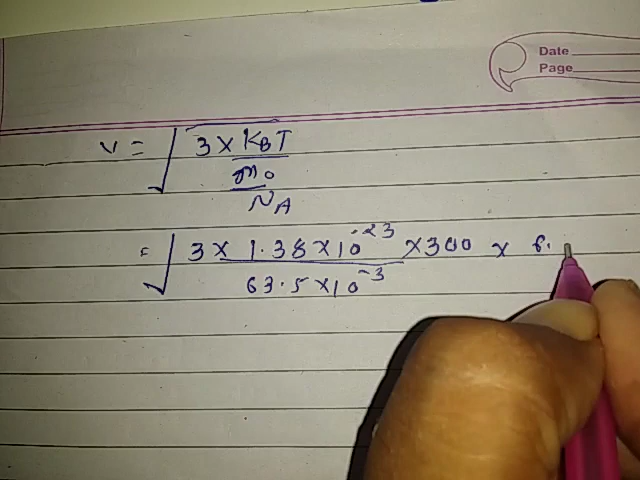 Date
Page
v = √ 3 × KBT
m0
NA
= √ 3 × 1.38 × 10^-23 × 300 × 6.
63.5 × 10^-3